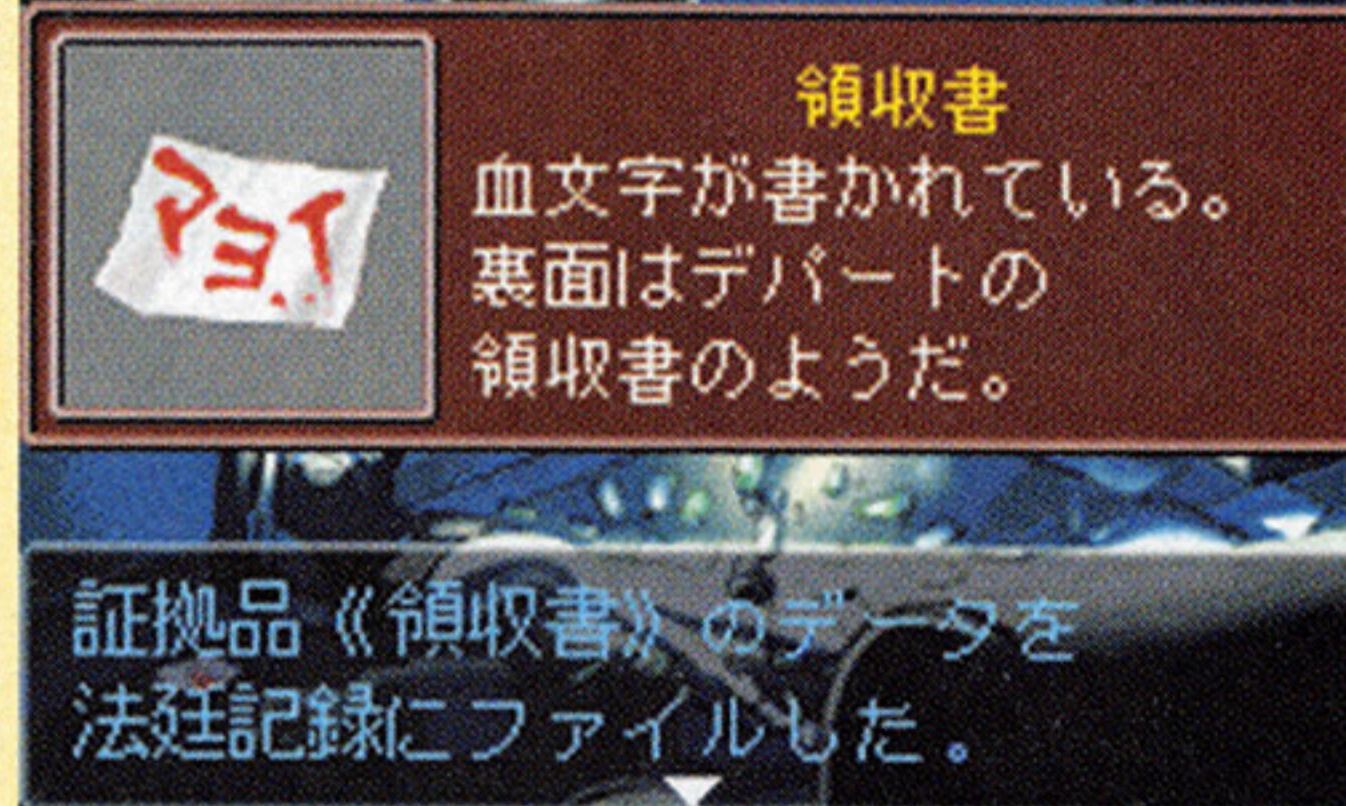 領収書
マヨイ
血文字が書かれている。
裏面はデパートの
領収書のようだ。
証拠品《領収書》のデータを
法廷記録にファイルした。